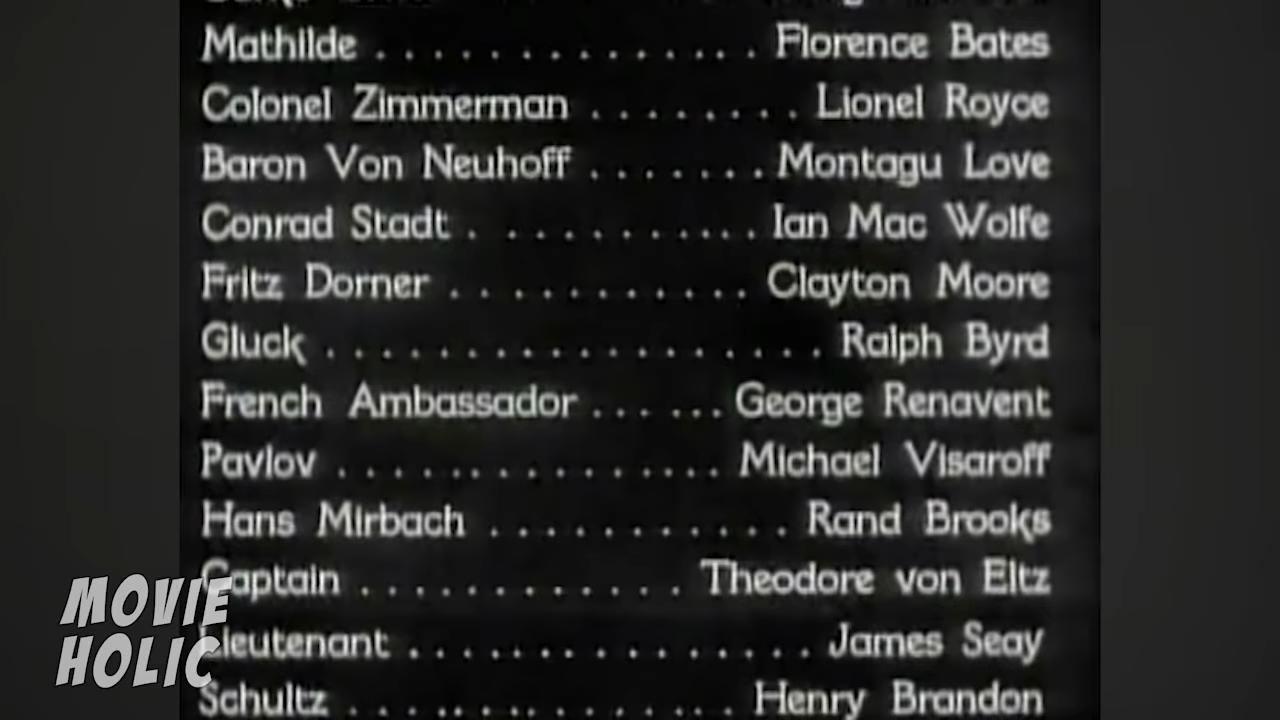 Mathilde . . . . . . . . . . . . . . Florence Bates
Colonel Zimmerman . . . . . . . . Lionel Royce
Baron Von Neuhoff . . . . . . . Montagu Love
Conrad Stadt . . . . . . . . . . . Ian Mac Wolfe
Fritz Dorner . . . . . . . . . . . . Clayton Moore
Gluck . . . . . . . . . . . . . . . . . . . Ralph Byrd
French Ambassador . . . . . . George Renavent
Pavlov . . . . . . . . . . . . . . . . . Michael Visaroff
Hans Mirbach . . . . . . . . . . . Rand Brooks
Captain . . . . . . . . . . . . . Theodore von Eltz
Lieutenant . . . . . . . . . . . . . . . . James Seay
Schultz . . . . . . . . . . . . . . . . Henry Brandon
MOVIE
HOLIC